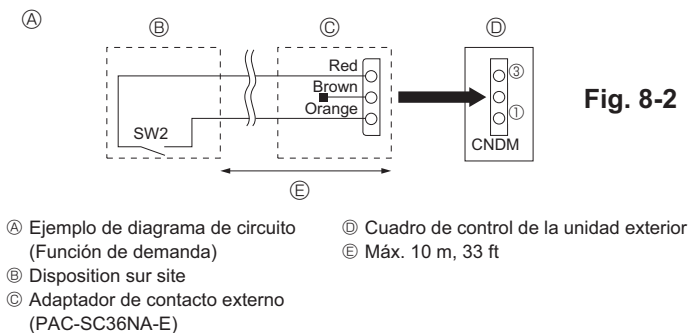 Ⓐ
Ⓑ
Ⓒ
Ⓓ
Red
Brown
Orange
SW2
③
①
CNDM
Fig. 8-2
Ⓔ
Ⓐ Ejemplo de diagrama de circuito
(Función de demanda)
Ⓑ Disposition sur site
Ⓒ Adaptador de contacto externo
(PAC-SC36NA-E)
Ⓓ Cuadro de control de la unidad exterior
Ⓔ Máx. 10 m, 33 ft